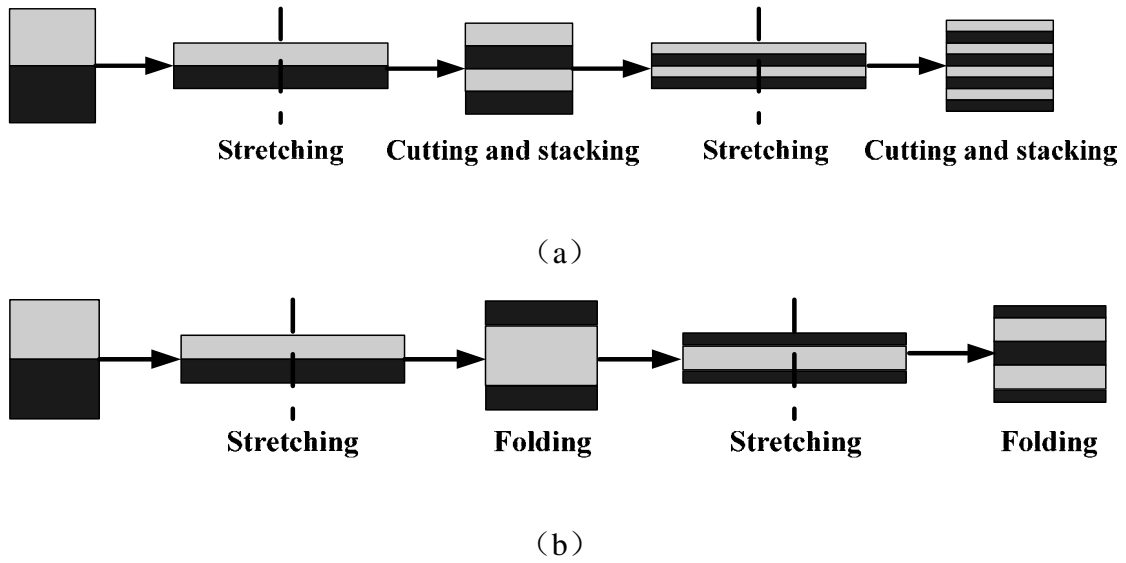 Stretching Cutting and stacking Stretching Cutting and stacking
（a）
Stretching Folding Stretching Folding
（b）